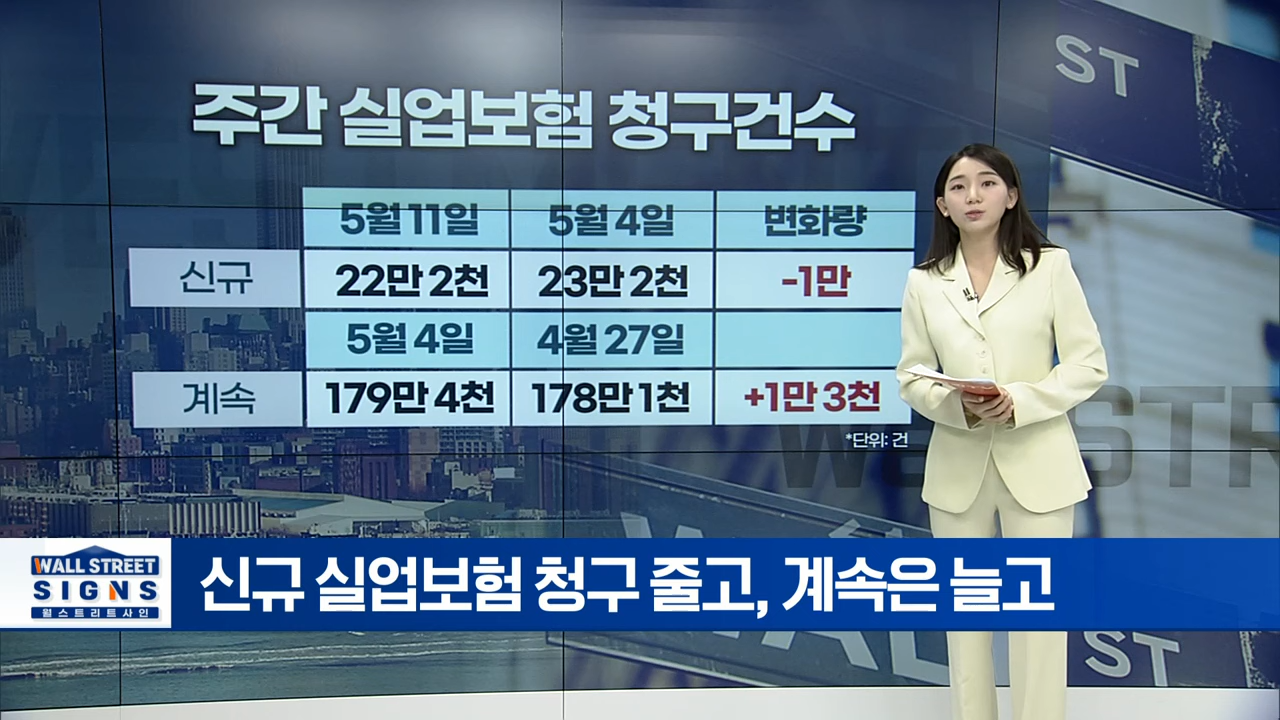 ST
주간 실업보험 청구건수
5월 11일 5월 4일 변화량
신규 22만 2천 23만 2천 -1만
5월 4일 4월 27일
계속 179만 4천 178만 1천 +1만 3천
*단위: 건
WALL STREET
SIGNS
월스트리트사인
신규 실업보험 청구 줄고, 계속은 늘고
WALL
ST